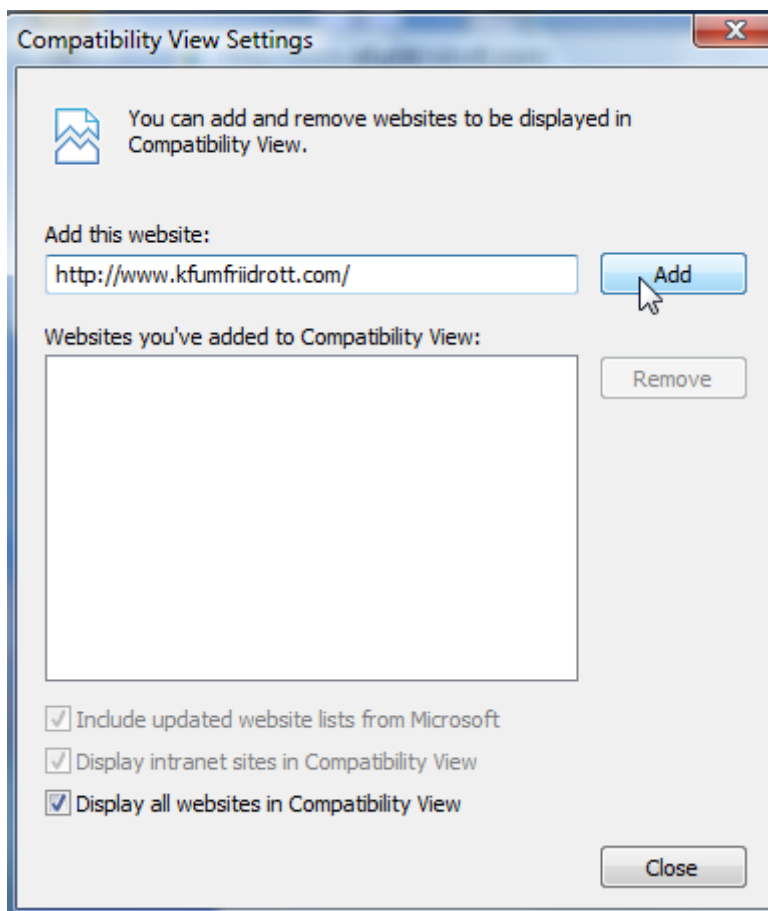 Compatibility View Settings
You can add and remove websites to be displayed in
Compatibility View.
Add this website:
http://www.kfumfriidrott.com/
Add
Websites you've added to Compatibility View:
Remove
Include updated website lists from Microsoft
Display intranet sites in Compatibility View
Display all websites in Compatibility View
Close